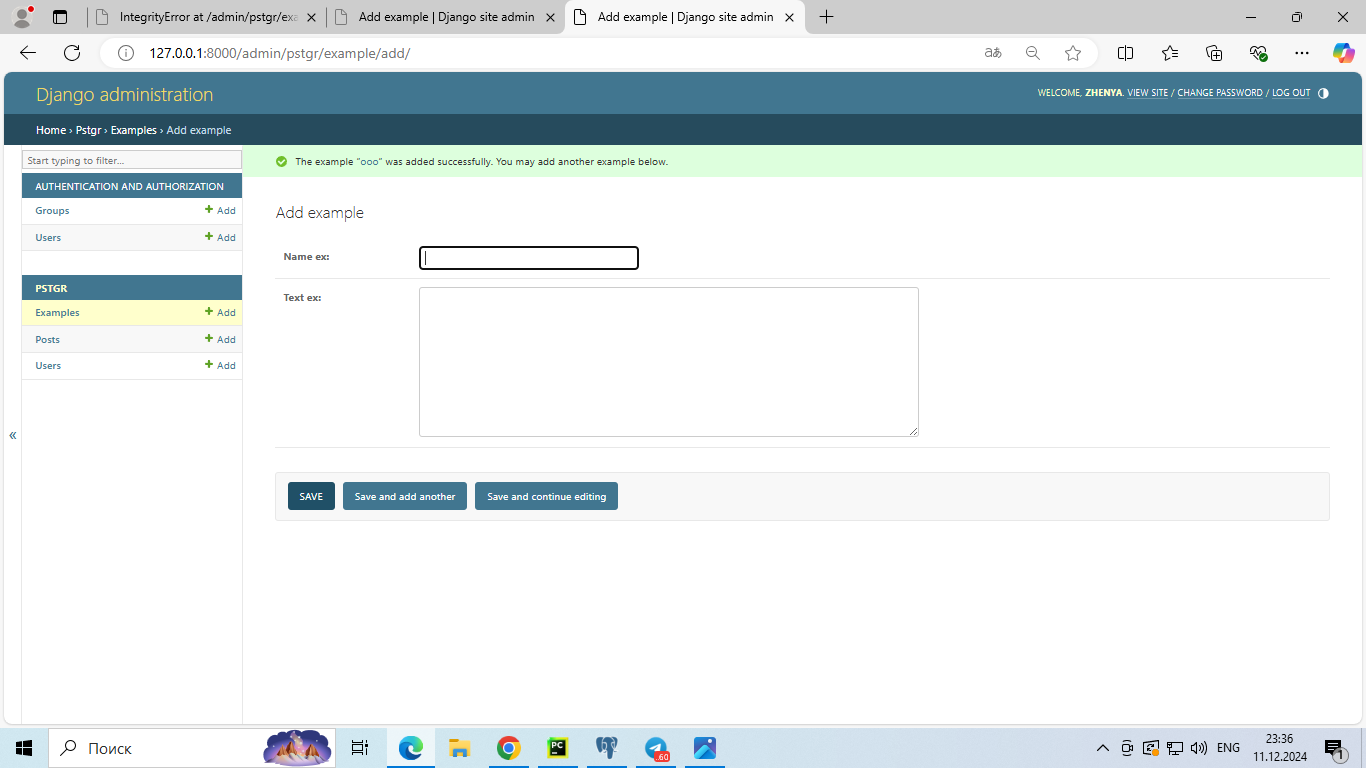 IntegrityError at /admin/pstgr/exa
Add example | Django site admin
Add example | Django site admin
127.0.0.1:8000/admin/pstgr/example/add/
Django administration
WELCOME, ZHENYA. VIEW SITE / CHANGE PASSWORD / LOG OUT
Home › Pstgr › Examples › Add example
Start typing to filter...
The example “ooo” was added successfully. You may add another example below.
AUTHENTICATION AND AUTHORIZATION
Groups + Add
Users + Add
PSTGR
Examples + Add
Posts + Add
Users + Add
«
Add example
Name ex:
Text ex:
SAVE
Save and add another
Save and continue editing
Поиск
PC
60
ENG
23:36
11.12.2024
1